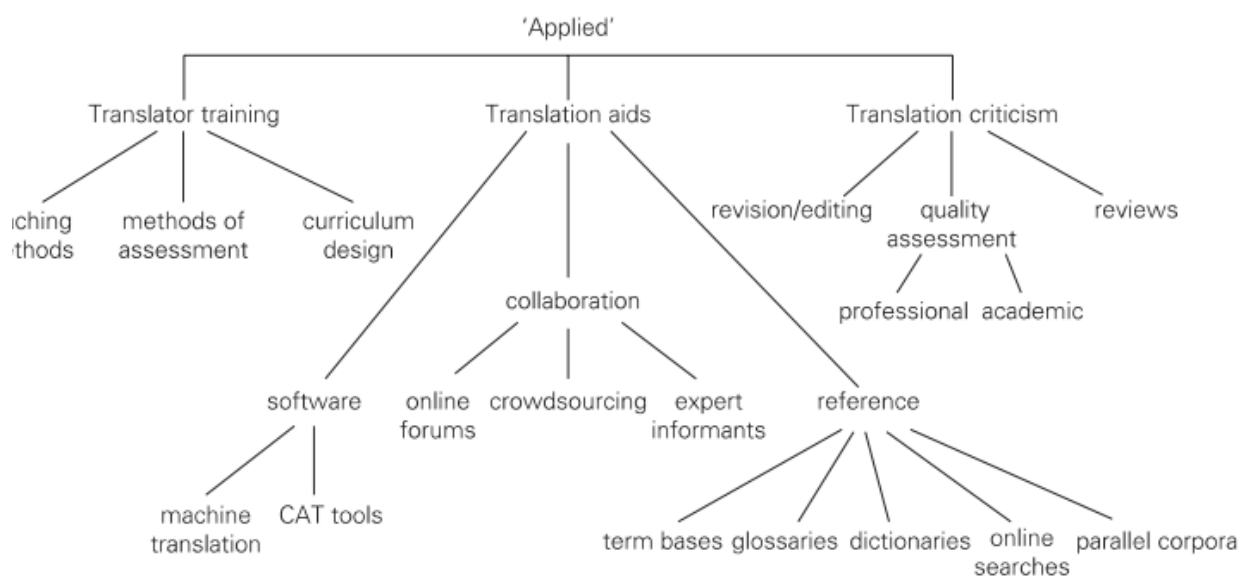 'Applied'
Translator training
Translation aids
Translation criticism
methods of
assessment
curriculum
design
revision/editing
quality
assessment
reviews
professional
academic
collaboration
software
online
forums
crowdsourcing
expert
informants
reference
machine
translation
CAT tools
term bases
glossaries
dictionaries
online
searches
parallel corpora